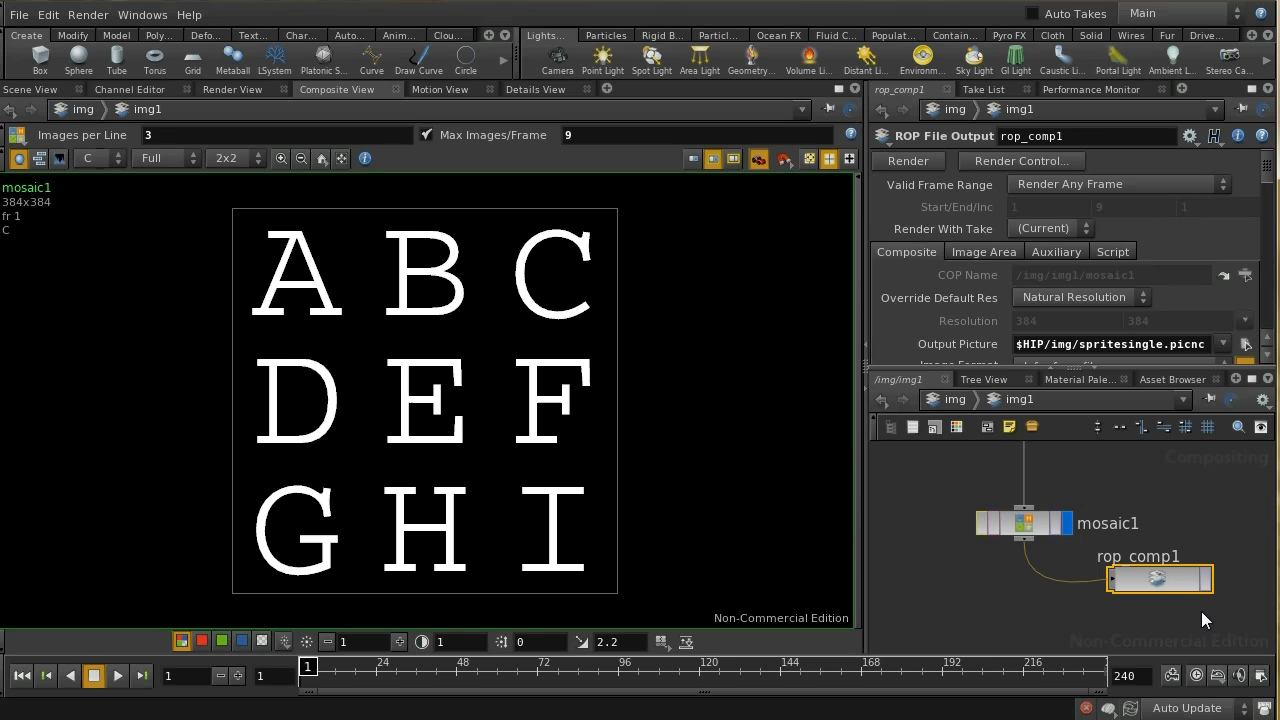 File Edit Render Windows Help Auto Takes Main
Create Modify Model Poly... Defo... Text... Char... Auto... Anim... Clou... Lights... Particles Rigid B... Particl... Ocean FX Fluid C... Populat... Contain... Pyro FX Cloth Solid Wires Fur Drive...
Box Sphere Tube Torus Grid Metaball LSystem Platonic S... Curve Draw Curve Circle Camera Point Light Spot Light Area Light Geometry... Volume Li... Distant Li... Environm... Sky Light GI Light Caustic Li... Portal Light Ambient L... Stereo Ca...
Scene View Channel Editor Render View Composite View Motion View Details View
img img1
Images per Line 3 Max Images/Frame 9
C Full 2x2
mosaic1
384x384
fr 1
C
A B C
D E F
G H I
Non-Commercial Edition
1 1 0 2.2
rop_comp1 Take List Performance Monitor
img img1
ROP File Output rop_comp1
Render Render Control...
Valid Frame Range Render Any Frame
Start/End/Inc 1 9 1
Render With Take (Current)
Composite Image Area Auxiliary Script
COP Name /img/img1/mosaic1
Override Default Res Natural Resolution
Resolution 384 384
Output Picture $HIP/img/spritesingle.picnc
/img/img1 Tree View Material Pale... Asset Browser
img img1
Compositing
mosaic1
rop_comp1
Non-Commercial Edition
1 1 1 24 48 72 96 120 144 168 192 216 240
Auto Update